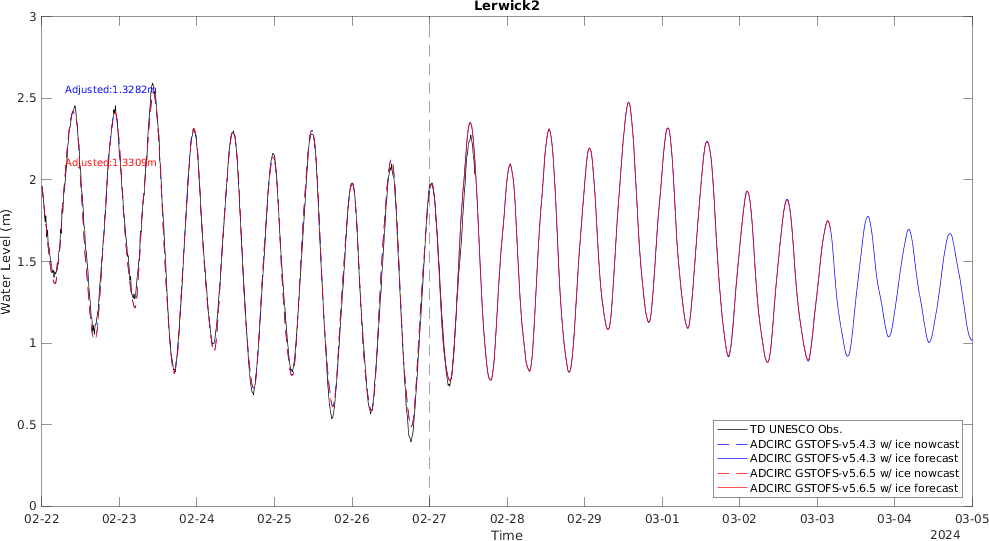 Lerwick2
3
2.5
2
1.5
1
0.5
0
Water Level (m)
Adjusted:1.3282m
Adjusted:1.3309m
TD UNESCO Obs.
ADCIRC GSTOFS-v5.4.3 w/ ice nowcast
ADCIRC GSTOFS-v5.4.3 w/ ice forecast
ADCIRC GSTOFS-v5.6.5 w/ ice nowcast
ADCIRC GSTOFS-v5.6.5 w/ ice forecast
02-22 02-23 02-24 02-25 02-26 02-27 02-28 02-29 03-01 03-02 03-03 03-04 03-05
Time
2024